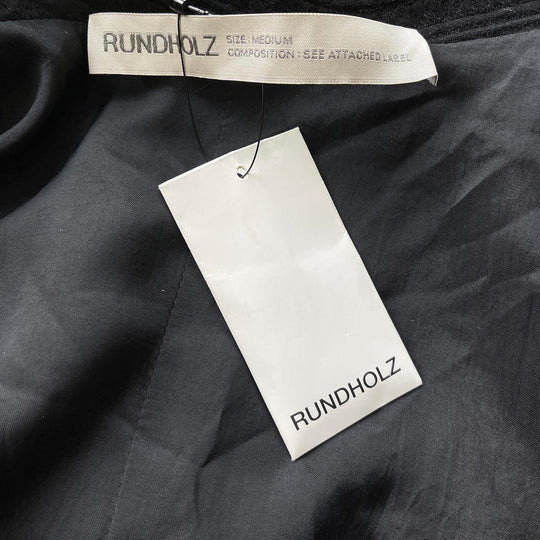 RUNDHOLZ
SIZE : MEDIUM
COMPOSITION : SEE ATTACHED LABEL
RUNDHOLZ